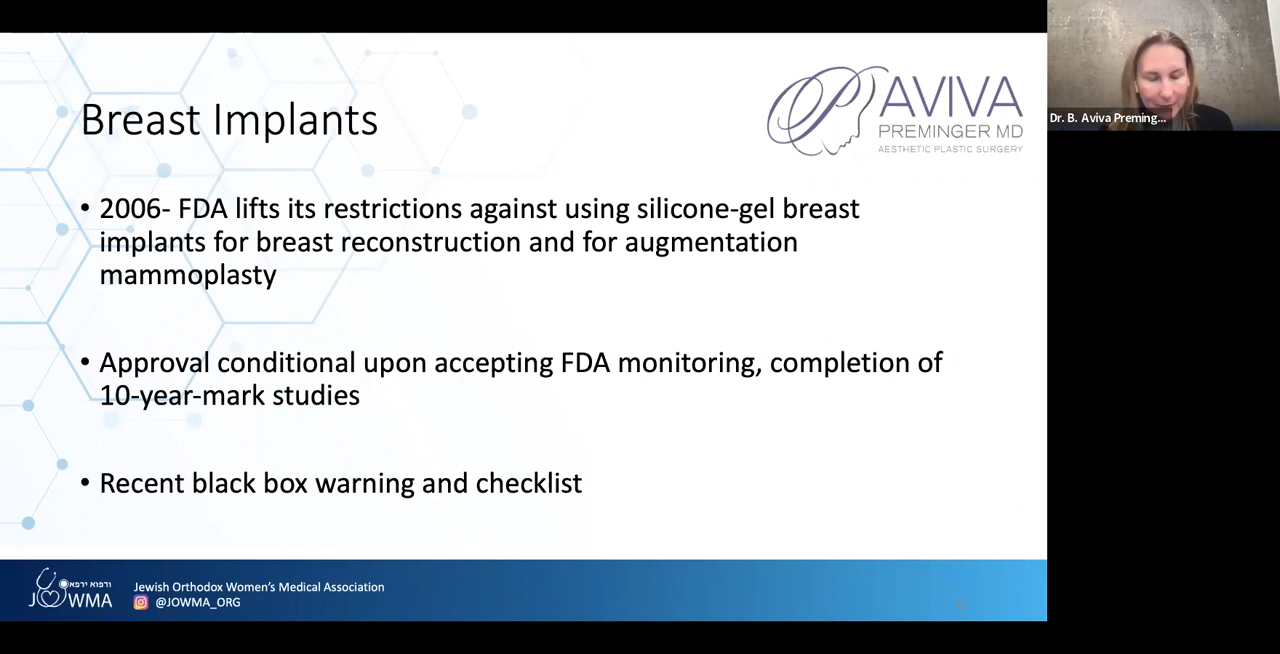 Breast Implants
AVIVA
PREMINGER MD
AESTHETIC PLASTIC SURGERY
Dr. B. Aviva Preming...
• 2006- FDA lifts its restrictions against using silicone-gel breast
implants for breast reconstruction and for augmentation
mammoplasty
• Approval conditional upon accepting FDA monitoring, completion of
10-year-mark studies
• Recent black box warning and checklist
ורפוא ירפא
JOWMA
Jewish Orthodox Women's Medical Association
@JOWMA_ORG